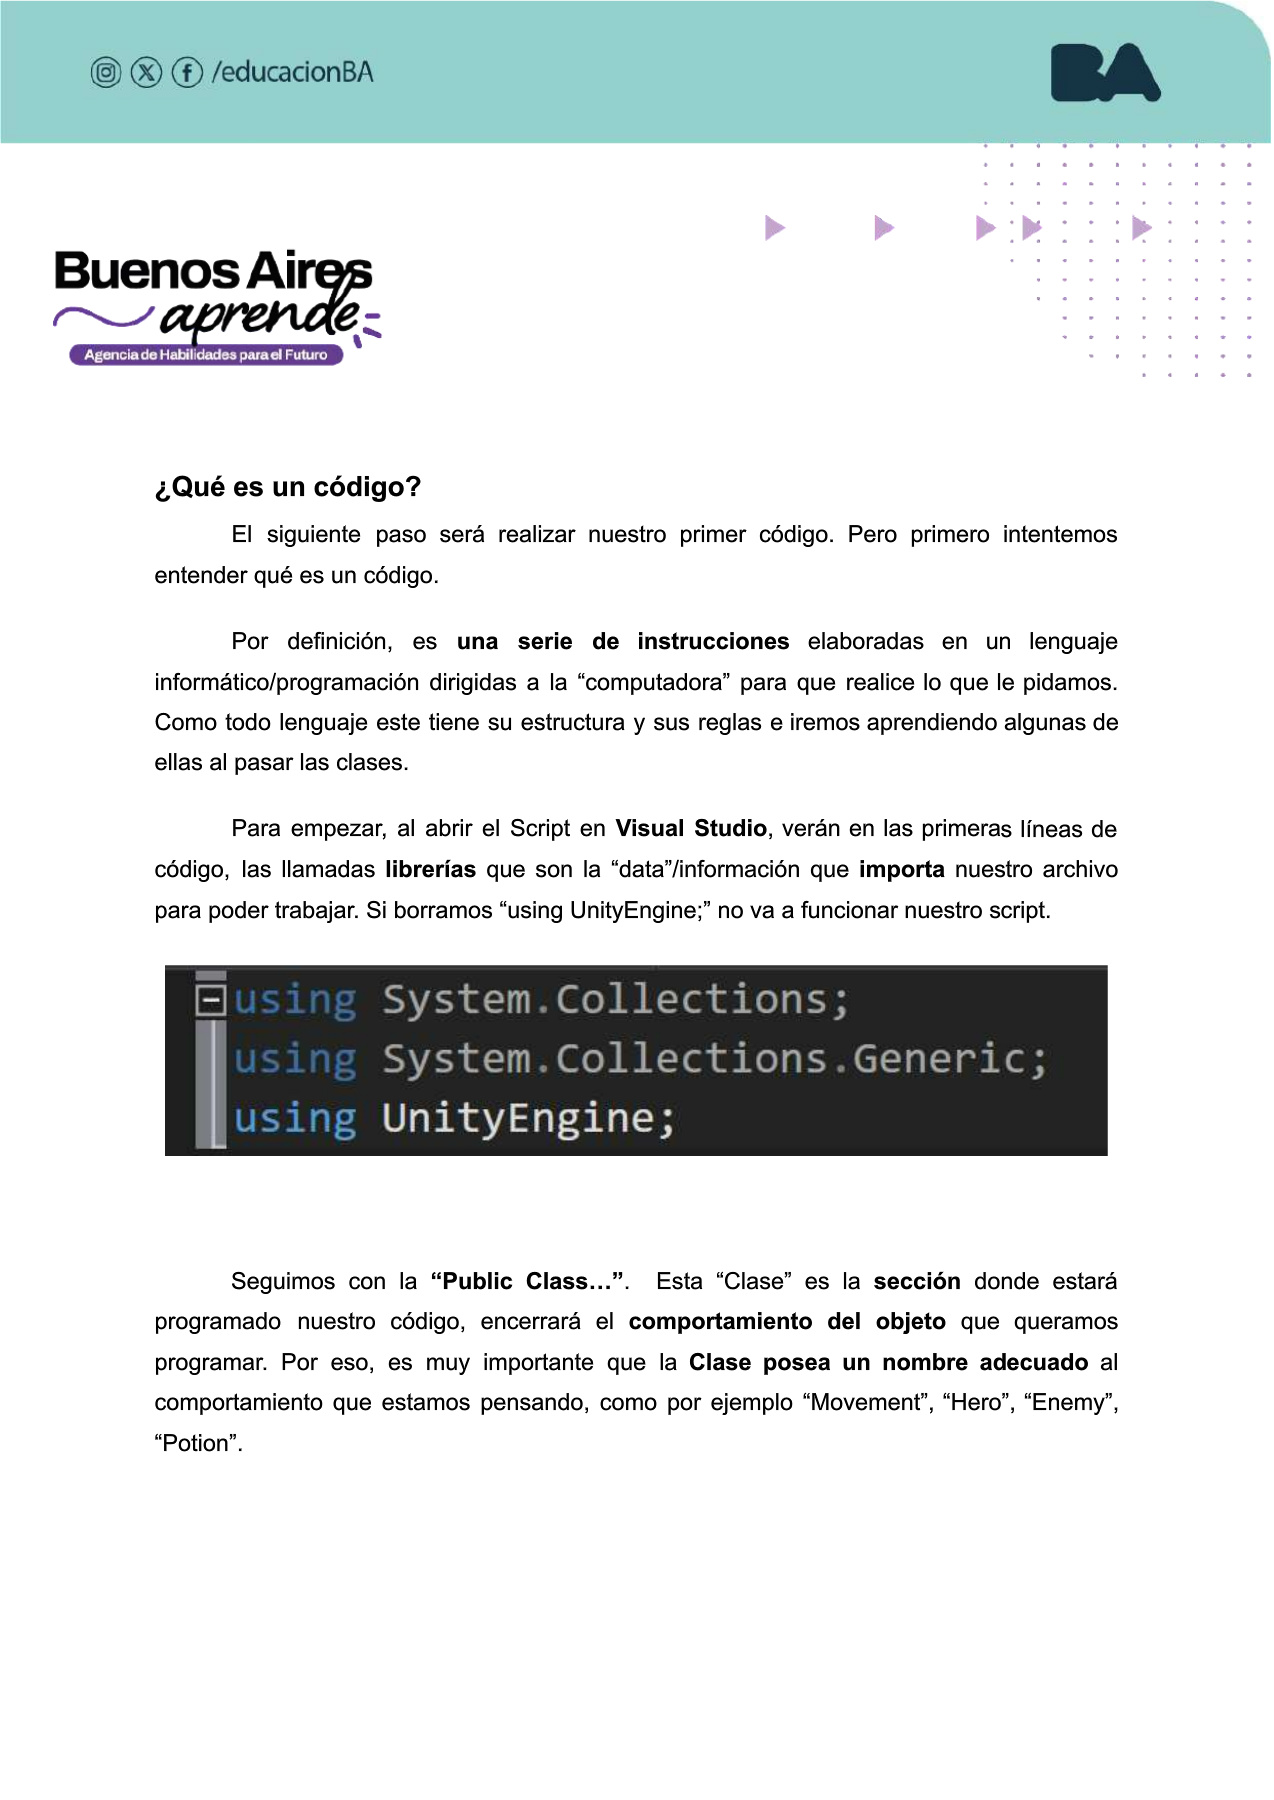 /educacionBA
BA
Buenos Aires
aprende
Agencia de Habilidades para el Futuro
¿Qué es un código?
El siguiente paso será realizar nuestro primer código. Pero primero intentemos
entender qué es un código.
Por definición, es una serie de instrucciones elaboradas en un lenguaje
informático/programación dirigidas a la “computadora” para que realice lo que le pidamos.
Como todo lenguaje este tiene su estructura y sus reglas e iremos aprendiendo algunas de
ellas al pasar las clases.
Para empezar, al abrir el Script en Visual Studio, verán en las primeras líneas de
código, las llamadas librerías que son la “data”/información que importa nuestro archivo
para poder trabajar. Si borramos “using UnityEngine;” no va a funcionar nuestro script.
using System.Collections;
using System.Collections.Generic;
using UnityEngine;
Seguimos con la “Public Class…”. Esta “Clase” es la sección donde estará
programado nuestro código, encerrará el comportamiento del objeto que queramos
programar. Por eso, es muy importante que la Clase posea un nombre adecuado al
comportamiento que estamos pensando, como por ejemplo “Movement”, “Hero”, “Enemy”,
“Potion”.